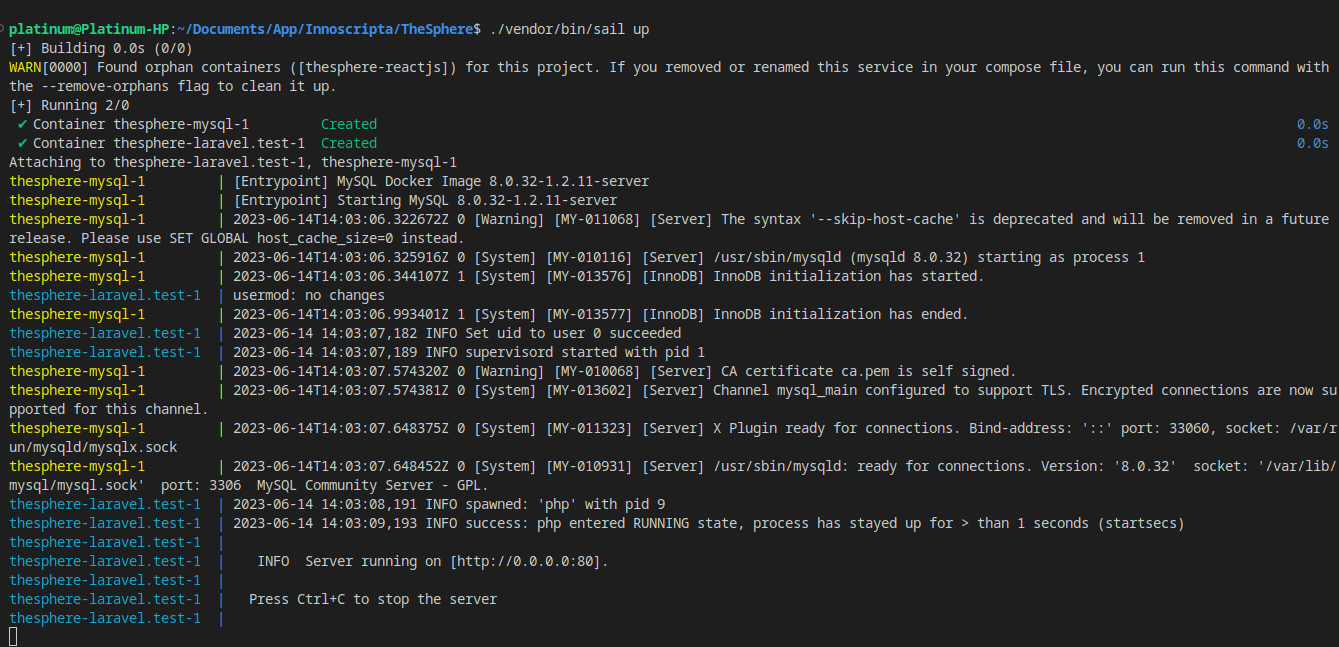 platinum@Platinum-HP:~/Documents/App/Innoscripta/TheSphere$ ./vendor/bin/sail up
[+] Building 0.0s (0/0)
WARN[0000] Found orphan containers ([thesphere-reactjs]) for this project. If you removed or renamed this service in your compose file, you can run this command with
the --remove-orphans flag to clean it up.
[+] Running 2/0
✔ Container thesphere-mysql-1 Created 0.0s
✔ Container thesphere-laravel.test-1 Created 0.0s
Attaching to thesphere-laravel.test-1, thesphere-mysql-1
thesphere-mysql-1 | [Entrypoint] MySQL Docker Image 8.0.32-1.2.11-server
thesphere-mysql-1 | [Entrypoint] Starting MySQL 8.0.32-1.2.11-server
thesphere-mysql-1 | 2023-06-14T14:03:06.322672Z 0 [Warning] [MY-011068] [Server] The syntax '--skip-host-cache' is deprecated and will be removed in a future
release. Please use SET GLOBAL host_cache_size=0 instead.
thesphere-mysql-1 | 2023-06-14T14:03:06.325916Z 0 [System] [MY-010116] [Server] /usr/sbin/mysqld (mysqld 8.0.32) starting as process 1
thesphere-mysql-1 | 2023-06-14T14:03:06.344107Z 1 [System] [MY-013576] [InnoDB] InnoDB initialization has started.
thesphere-laravel.test-1 | usermod: no changes
thesphere-mysql-1 | 2023-06-14T14:03:06.993401Z 1 [System] [MY-013577] [InnoDB] InnoDB initialization has ended.
thesphere-laravel.test-1 | 2023-06-14 14:03:07,182 INFO Set uid to user 0 succeeded
thesphere-laravel.test-1 | 2023-06-14 14:03:07,189 INFO supervisord started with pid 1
thesphere-mysql-1 | 2023-06-14T14:03:07.574320Z 0 [Warning] [MY-010068] [Server] CA certificate ca.pem is self signed.
thesphere-mysql-1 | 2023-06-14T14:03:07.574381Z 0 [System] [MY-013602] [Server] Channel mysql_main configured to support TLS. Encrypted connections are now su
pported for this channel.
thesphere-mysql-1 | 2023-06-14T14:03:07.648375Z 0 [System] [MY-011323] [Server] X Plugin ready for connections. Bind-address: '::' port: 33060, socket: /var/r
un/mysqld/mysqlx.sock
thesphere-mysql-1 | 2023-06-14T14:03:07.648452Z 0 [System] [MY-010931] [Server] /usr/sbin/mysqld: ready for connections. Version: '8.0.32' socket: '/var/lib/
mysql/mysql.sock' port: 3306 MySQL Community Server - GPL.
thesphere-laravel.test-1 | 2023-06-14 14:03:08,191 INFO spawned: 'php' with pid 9
thesphere-laravel.test-1 | 2023-06-14 14:03:09,193 INFO success: php entered RUNNING state, process has stayed up for > than 1 seconds (startsecs)
thesphere-laravel.test-1 |
thesphere-laravel.test-1 | INFO Server running on [http://0.0.0.0:80].
thesphere-laravel.test-1 |
thesphere-laravel.test-1 | Press Ctrl+C to stop the server
thesphere-laravel.test-1 |